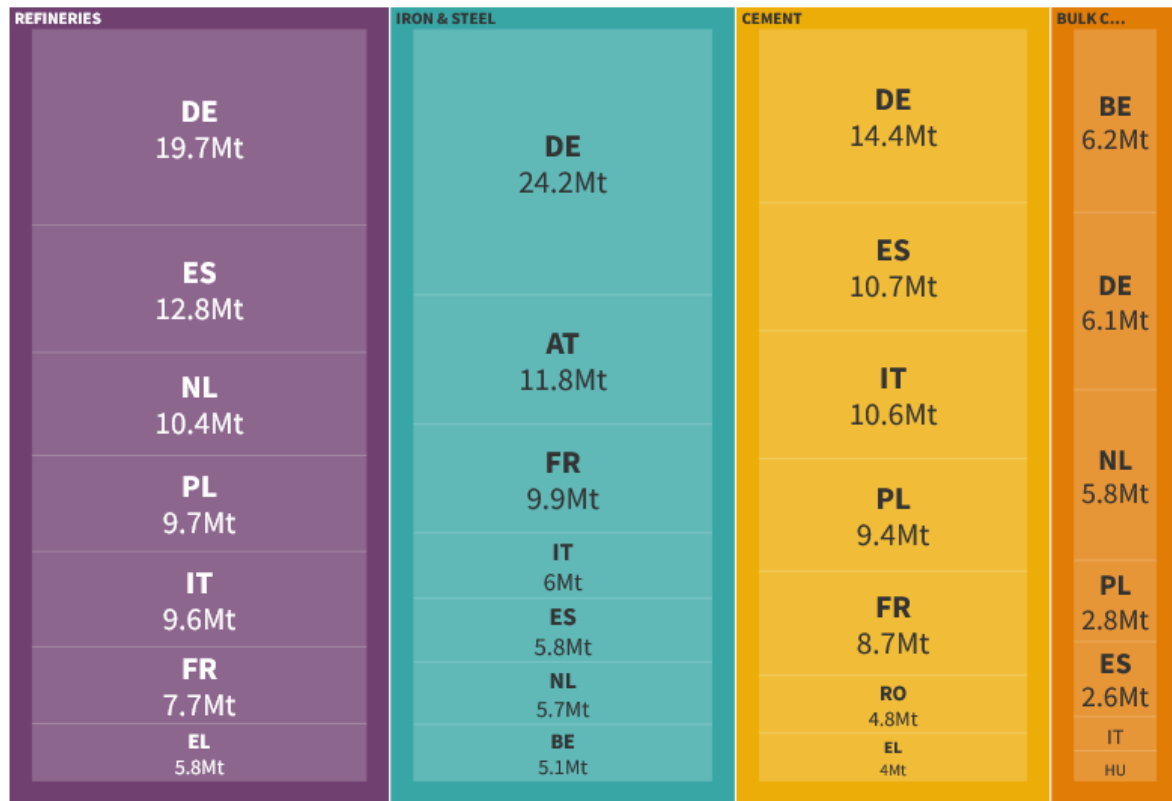 REFINERIES
DE
19.7Mt
ES
12.8Mt
NL
10.4Mt
PL
9.7Mt
IT
9.6Mt
FR
7.7Mt
EL
5.8Mt
IRON & STEEL
DE
24.2Mt
AT
11.8Mt
FR
9.9Mt
IT
6Mt
ES
5.8Mt
NL
5.7Mt
BE
5.1Mt
CEMENT
DE
14.4Mt
ES
10.7Mt
IT
10.6Mt
PL
9.4Mt
FR
8.7Mt
RO
4.8Mt
EL
4Mt
BULK C...
BE
6.2Mt
DE
6.1Mt
NL
5.8Mt
PL
2.8Mt
ES
2.6Mt
IT
HU